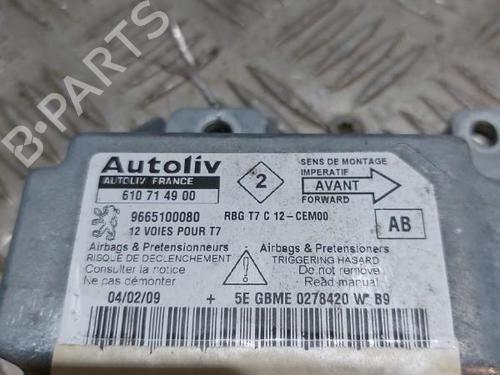 B-PARTS
Autoliv
AUTOLIV FRANCE
610 71 49 00
2
SENS DE MONTAGE
IMPERATIF
AVANT
FORWARD
9665100080
12 VOIES POUR T7
RBG T7 C 12-CEM00
AB
Airbags & Pretensionneurs
RISQUE DE DECLENCHEMENT
Consulter la notice
Ne pas démonter
Airbags & Pretensioners
TRIGGERING HASARD
Do not remove
Read manual
04/02/09 + 5E GBME 0278420 W B9